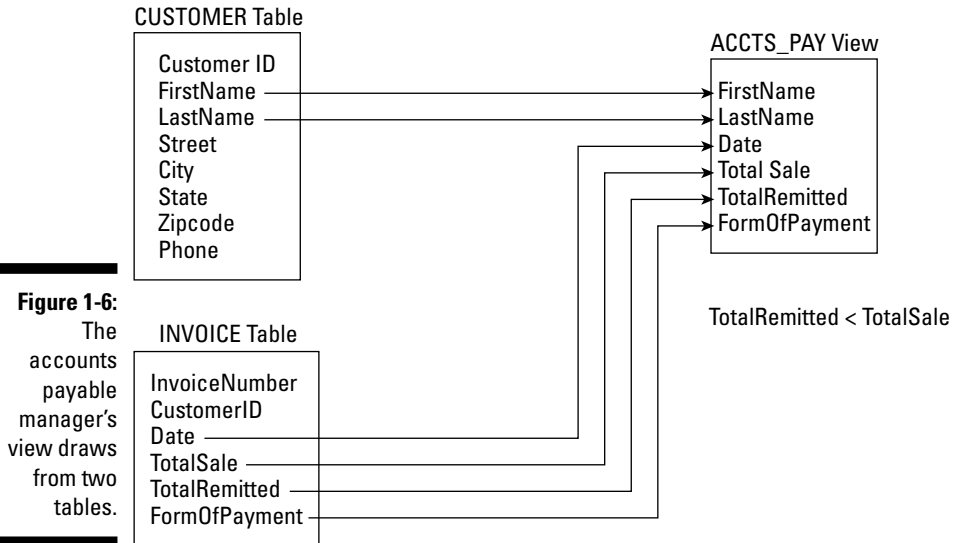 CUSTOMER Table
Customer ID
FirstName
LastName
Street
City
State
Zipcode
Phone
ACCTS_PAY View
FirstName
LastName
Date
Total Sale
TotalRemitted
FormOfPayment
TotalRemitted < TotalSale
Figure 1-6:
The
accounts
payable
manager's
view draws
from two
tables.
INVOICE Table
InvoiceNumber
CustomerID
Date
TotalSale
TotalRemitted
FormOfPayment